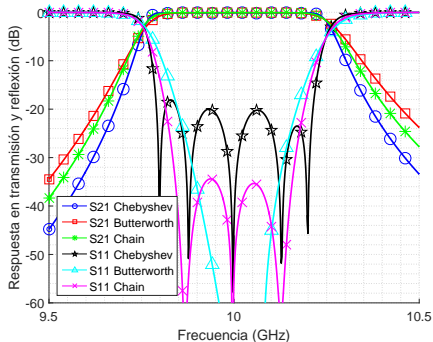 Respuesta en transisión y reflexión (dB)
0
-10
-20
-30
-40
-50
-60
S21 Chebyshev
S21 Butterworth
S21 Chain
S11 Chebyshev
S11 Butterworth
S11 Chain
9.5
10
10.5
Frecuencia (GHz)